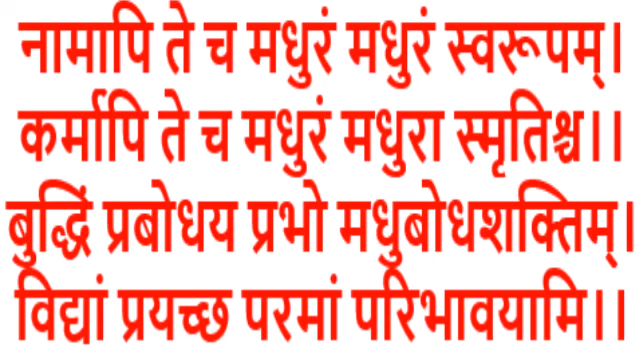 नामापि ते च मधुरं मधुरं स्वरूपम्।
कर्मापि ते च मधुरं मधुरा स्मृतिश्च।।
बुद्धिं प्रबोधय प्रभो मधुबोधशक्तिम्।
विद्यां प्रयच्छ परमां परिभावयामि।।